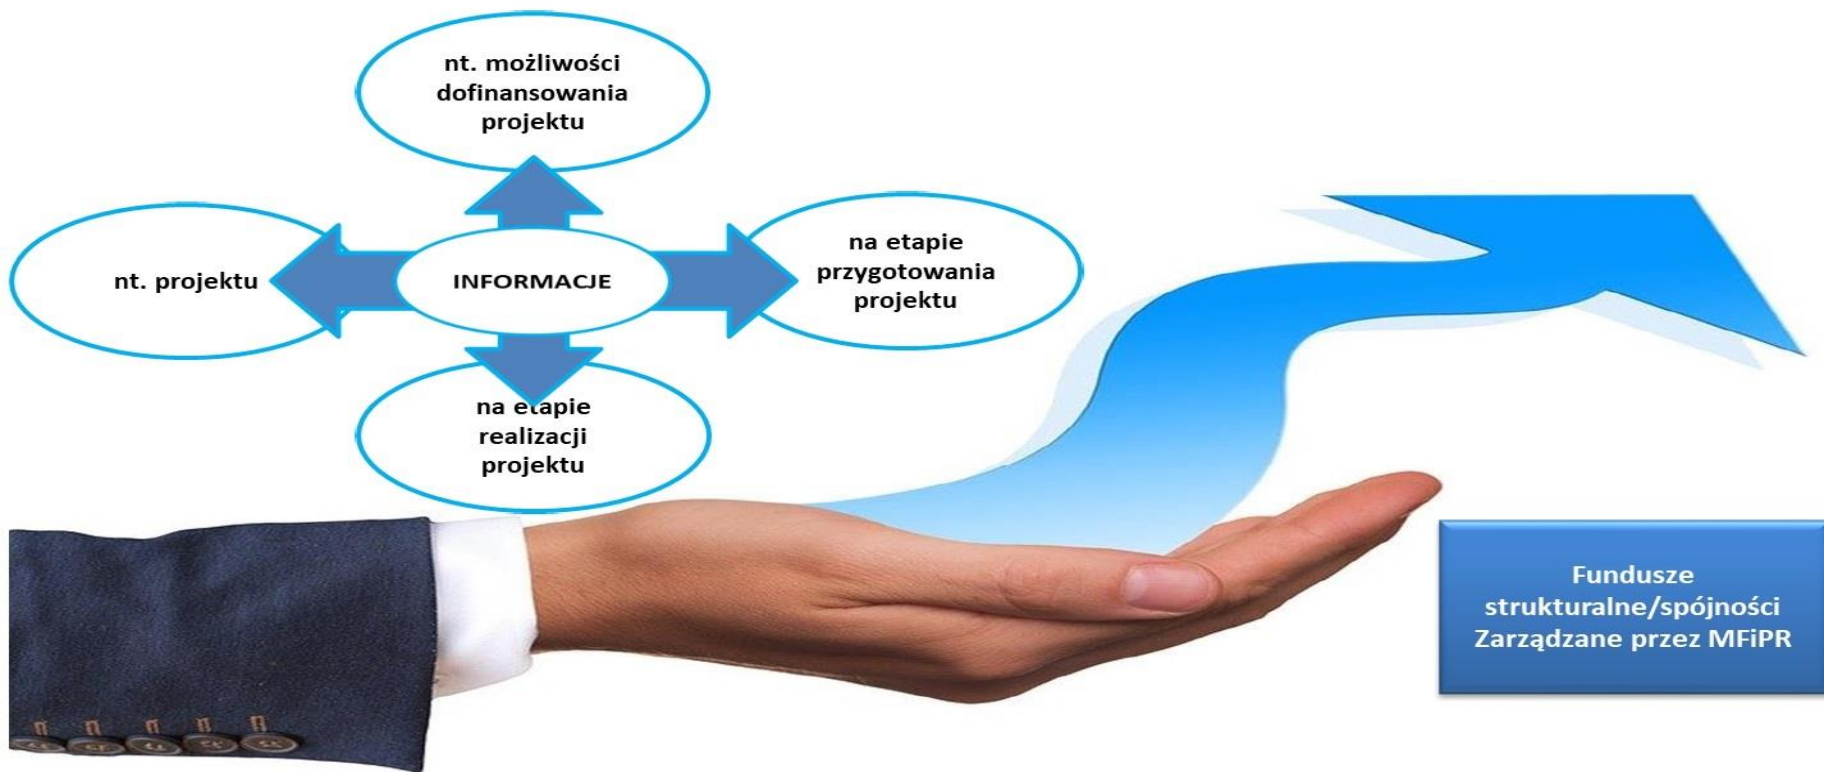 nt. możliwości
dofinansowania
projektu
nt. projektu
INFORMACJE
na etapie
przygotowania
projektu
na etapie
realizacji
projektu
Fundusze
strukturalne/spójności
Zarządzane przez MFiPR